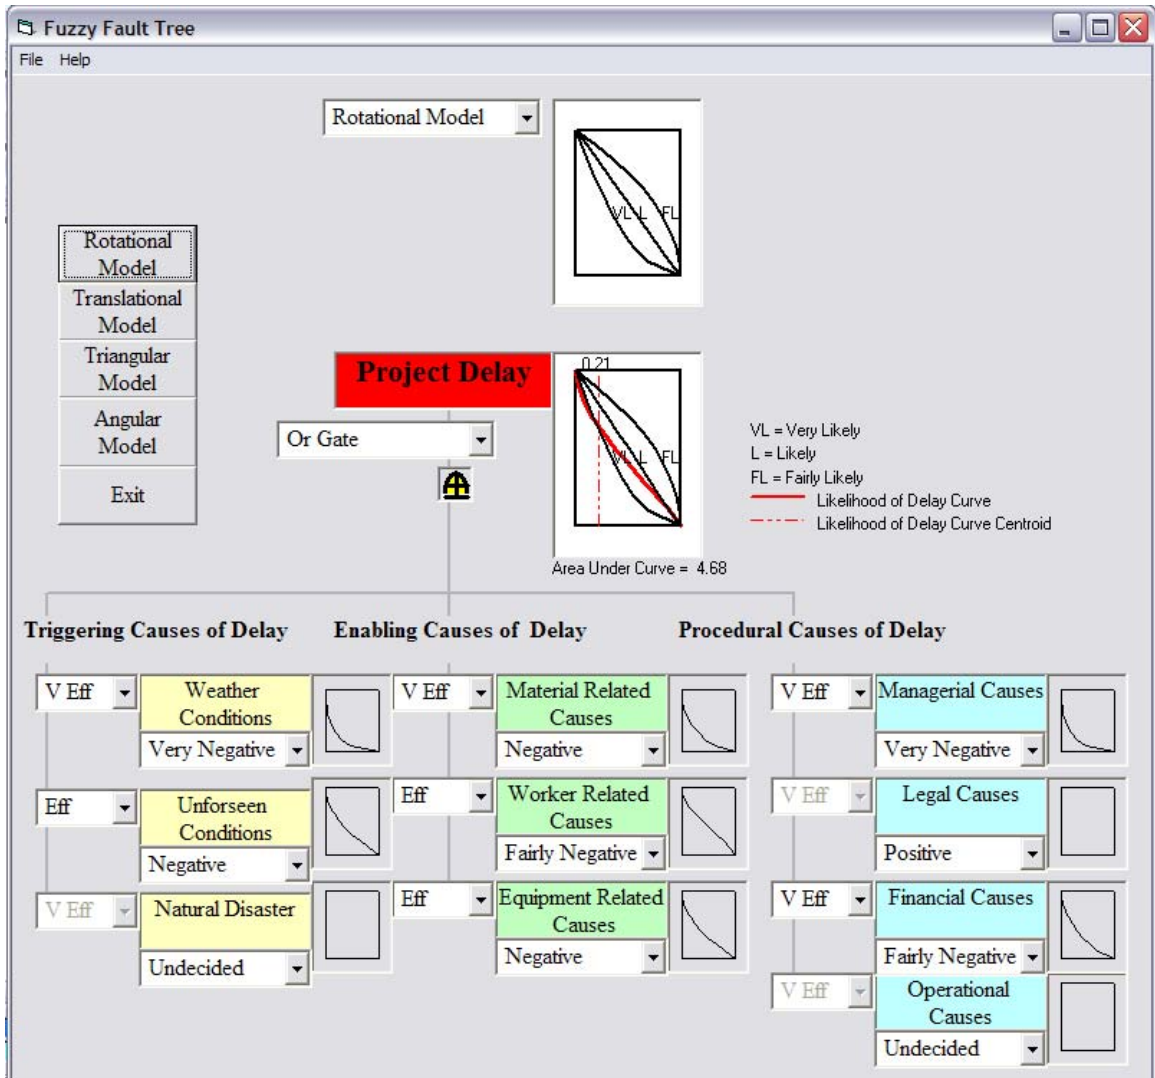 Fuzzy Fault Tree
File Help
Rotational Model
VL L FL
Rotational
Model
Translational
Model
Triangular
Model
Angular
Model
Exit
Project Delay
0.21
VL L FL
Or Gate
VL = Very Likely
L = Likely
FL = Fairly Likely
Likelihood of Delay Curve
Likelihood of Delay Curve Centroid
Area Under Curve = 4.68
Triggering Causes of Delay
Enabling Causes of Delay
Procedural Causes of Delay
V Eff
Weather
Conditions
Very Negative
Eff
Unforseen
Conditions
Negative
V Eff
Natural Disaster
Undecided
V Eff
Material Related
Causes
Negative
Eff
Worker Related
Causes
Fairly Negative
Eff
Equipment Related
Causes
Negative
V Eff
Managerial Causes
Very Negative
V Eff
Legal Causes
Positive
V Eff
Financial Causes
Fairly Negative
V Eff
Operational
Causes
Undecided